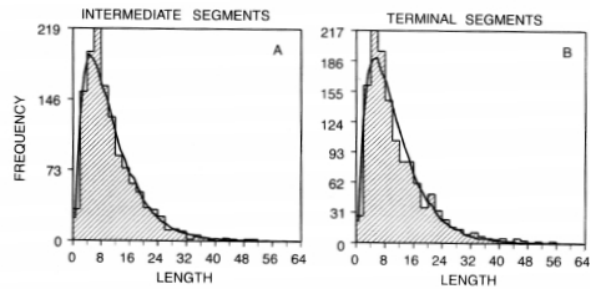 INTERMEDIATE SEGMENTS
A
219
146
73
0
FREQUENCY
0 8 16 24 32 40 48 56 64
LENGTH
TERMINAL SEGMENTS
B
217
186
155
124
93
62
31
0
0 8 16 24 32 40 48 56 64
LENGTH